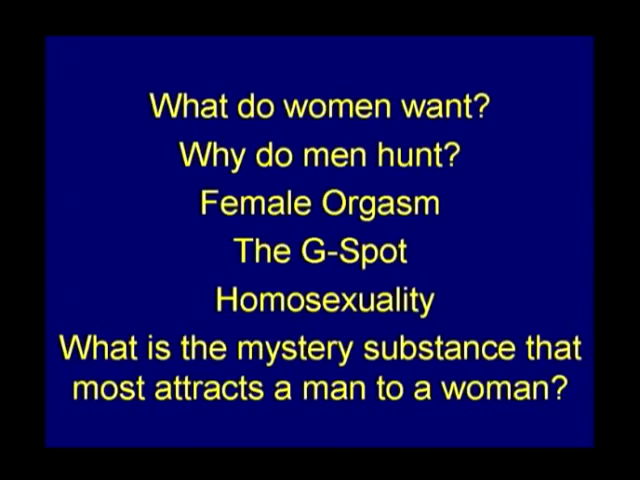 What do women want?
Why do men hunt?
Female Orgasm
The G-Spot
Homosexuality
What is the mystery substance that
most attracts a man to a woman?